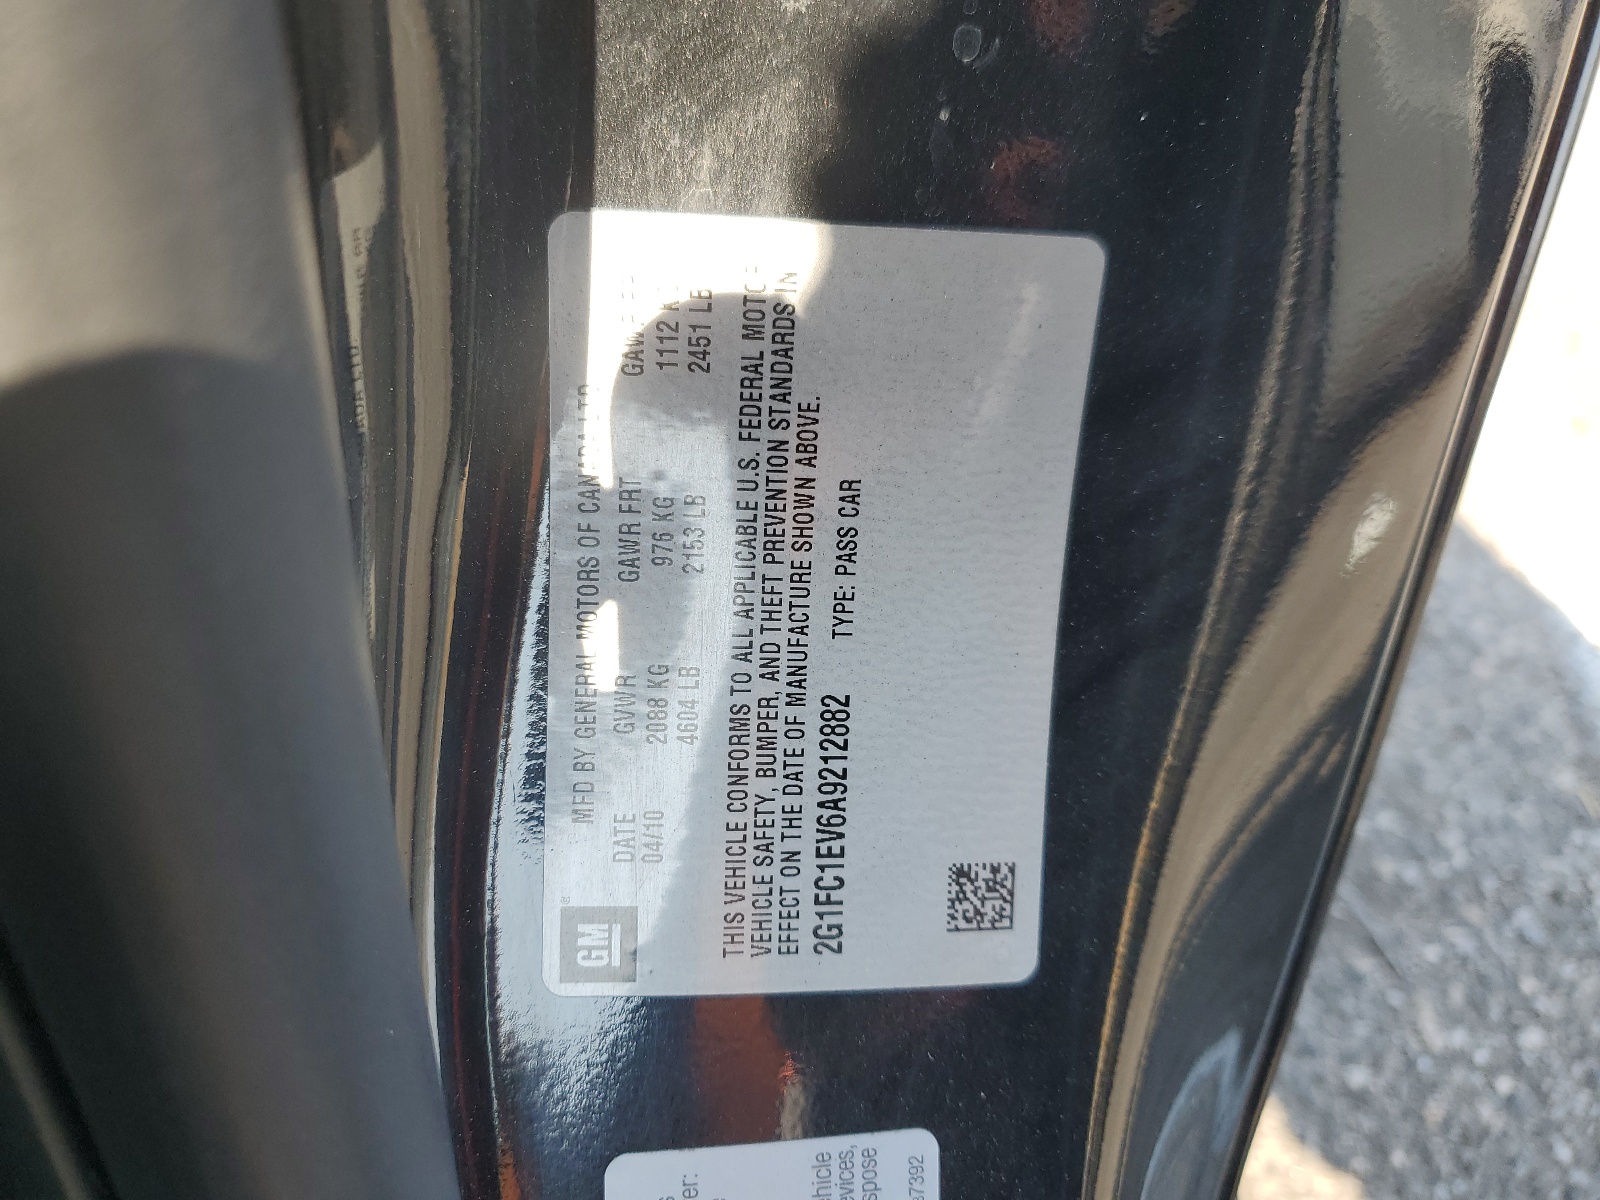 GM
MFD BY GENERAL MOTORS OF CANADA LTD
DATE GVWR GAWR FRT
04/10 2088 KG 976 KG 1112
4604 LB 2153 LB 2451 LB
THIS VEHICLE CONFORMS TO ALL APPLICABLE U.S. FEDERAL
VEHICLE SAFETY, BUMPER, AND THEFT PREVENTION STANDARDS IN
EFFECT ON THE DATE OF MANUFACTURE SHOWN ABOVE.
2G1FC1EV6A9212882 TYPE: PASS CAR